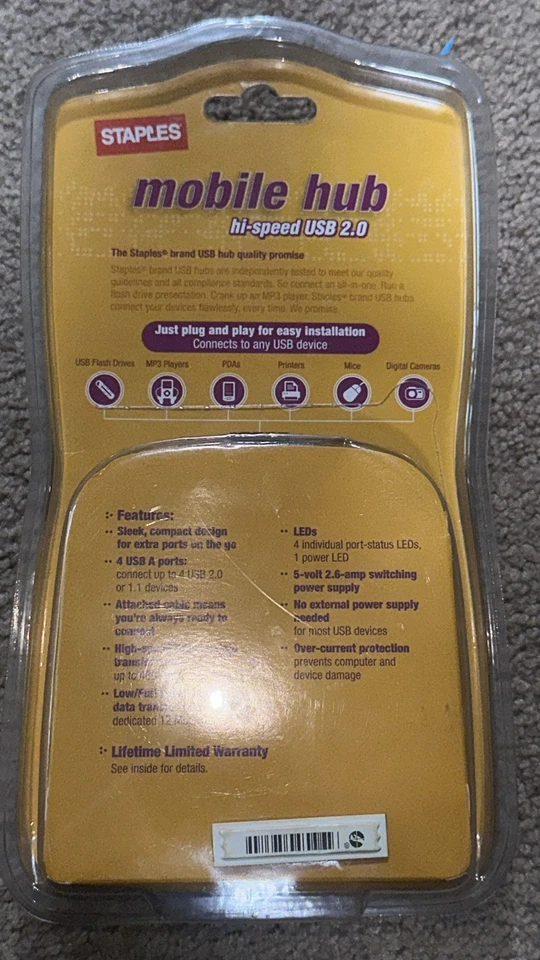 STAPLES
mobile hub
hi-speed USB 2.0
The Staples® brand USB hub quality promise
Staples® brand USB hubs are independently tested to meet our quality
guidelines and all compliance standards. So connect an all-in-one. Run a
flash drive presentation. Crank up an MP3 player. Staples® brand USB hubs
connect your devices flawlessly, every time. We promise.
Just plug and play for easy installation
Connects to any USB device
USB Flash Drives MP3 Players PDAs Printers Mice Digital Cameras
Features:
Sleek, compact design
for extra ports on the go
4 USB A ports:
connect up to 4 USB 2.0
or 1.1 devices
Attached cable means
you're always ready to
connect
High-speed
up to
Low/Full
data
dedicated 12
LEDs
4 individual port-status LEDs,
1 power LED
5-volt 2.6-amp switching
power supply
No external power supply
needed
for most USB devices
Over-current protection
prevents computer and
device damage
Lifetime Limited Warranty
See inside for details.